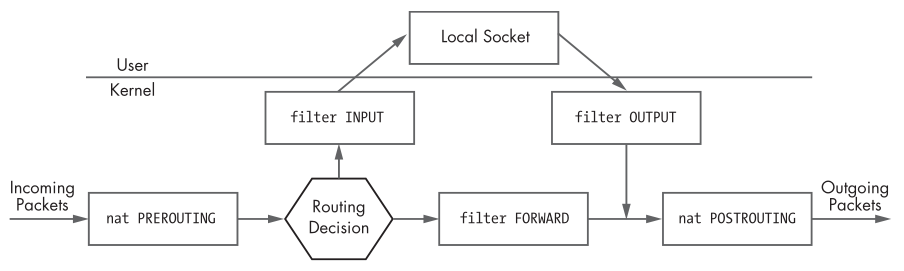 Local Socket
User
Kernel
filter INPUT
filter OUTPUT
Incoming
Packets
nat PREROUTING
Routing
Decision
filter FORWARD
nat POSTROUTING
Outgoing
Packets